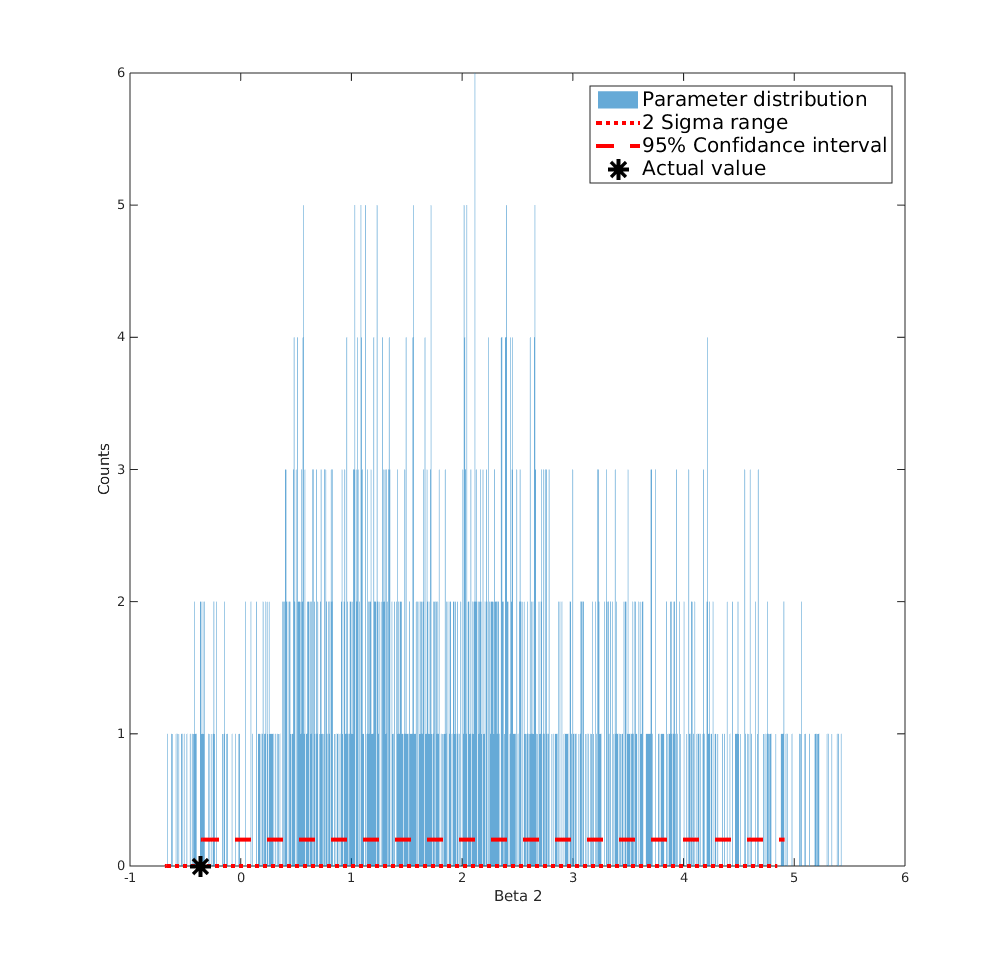 Parameter distribution
2 Sigma range
95% Confidance interval
Actual value
6
5
4
3
2
1
0
Counts
-1 0 1 2 3 4 5 6
Beta 2